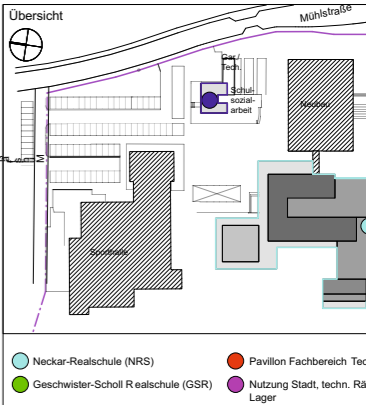 Übersicht
Mühlstraße
Gar./
Tech.
Schul-
sozial-
arbeit
Neubau
Sporthalle
Neckar-Realschule (NRS)
Pavillon Fachbereich Tec
Geschwister-Scholl Realschule (GSR)
Nutzung Stadt, techn. Rä
Lager